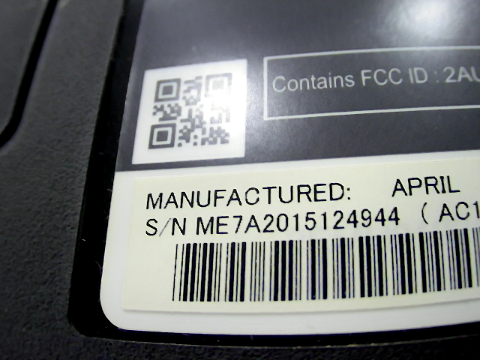 Contains FCC ID : 2AU
MANUFACTURED: APRIL
S/N ME7A2015124944 ( AC1